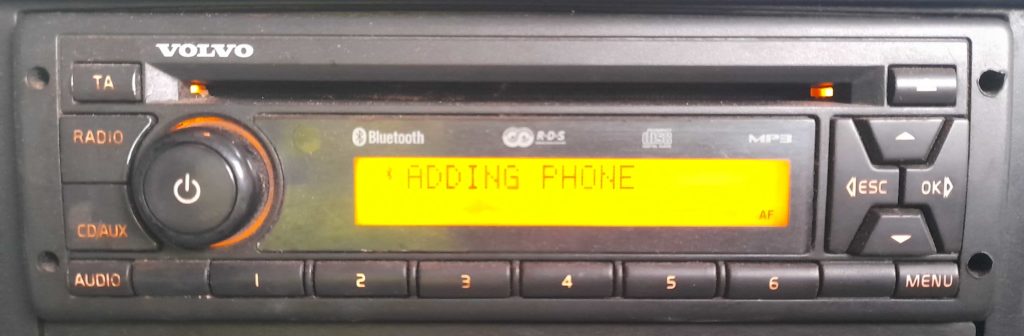 VOLVO
TA
RADIO
CD/AUX
Bluetooth
R·D·S
MP3
ADDING PHONE
AF
ESC
OK
AUDIO
1
2
3
4
5
6
MENU